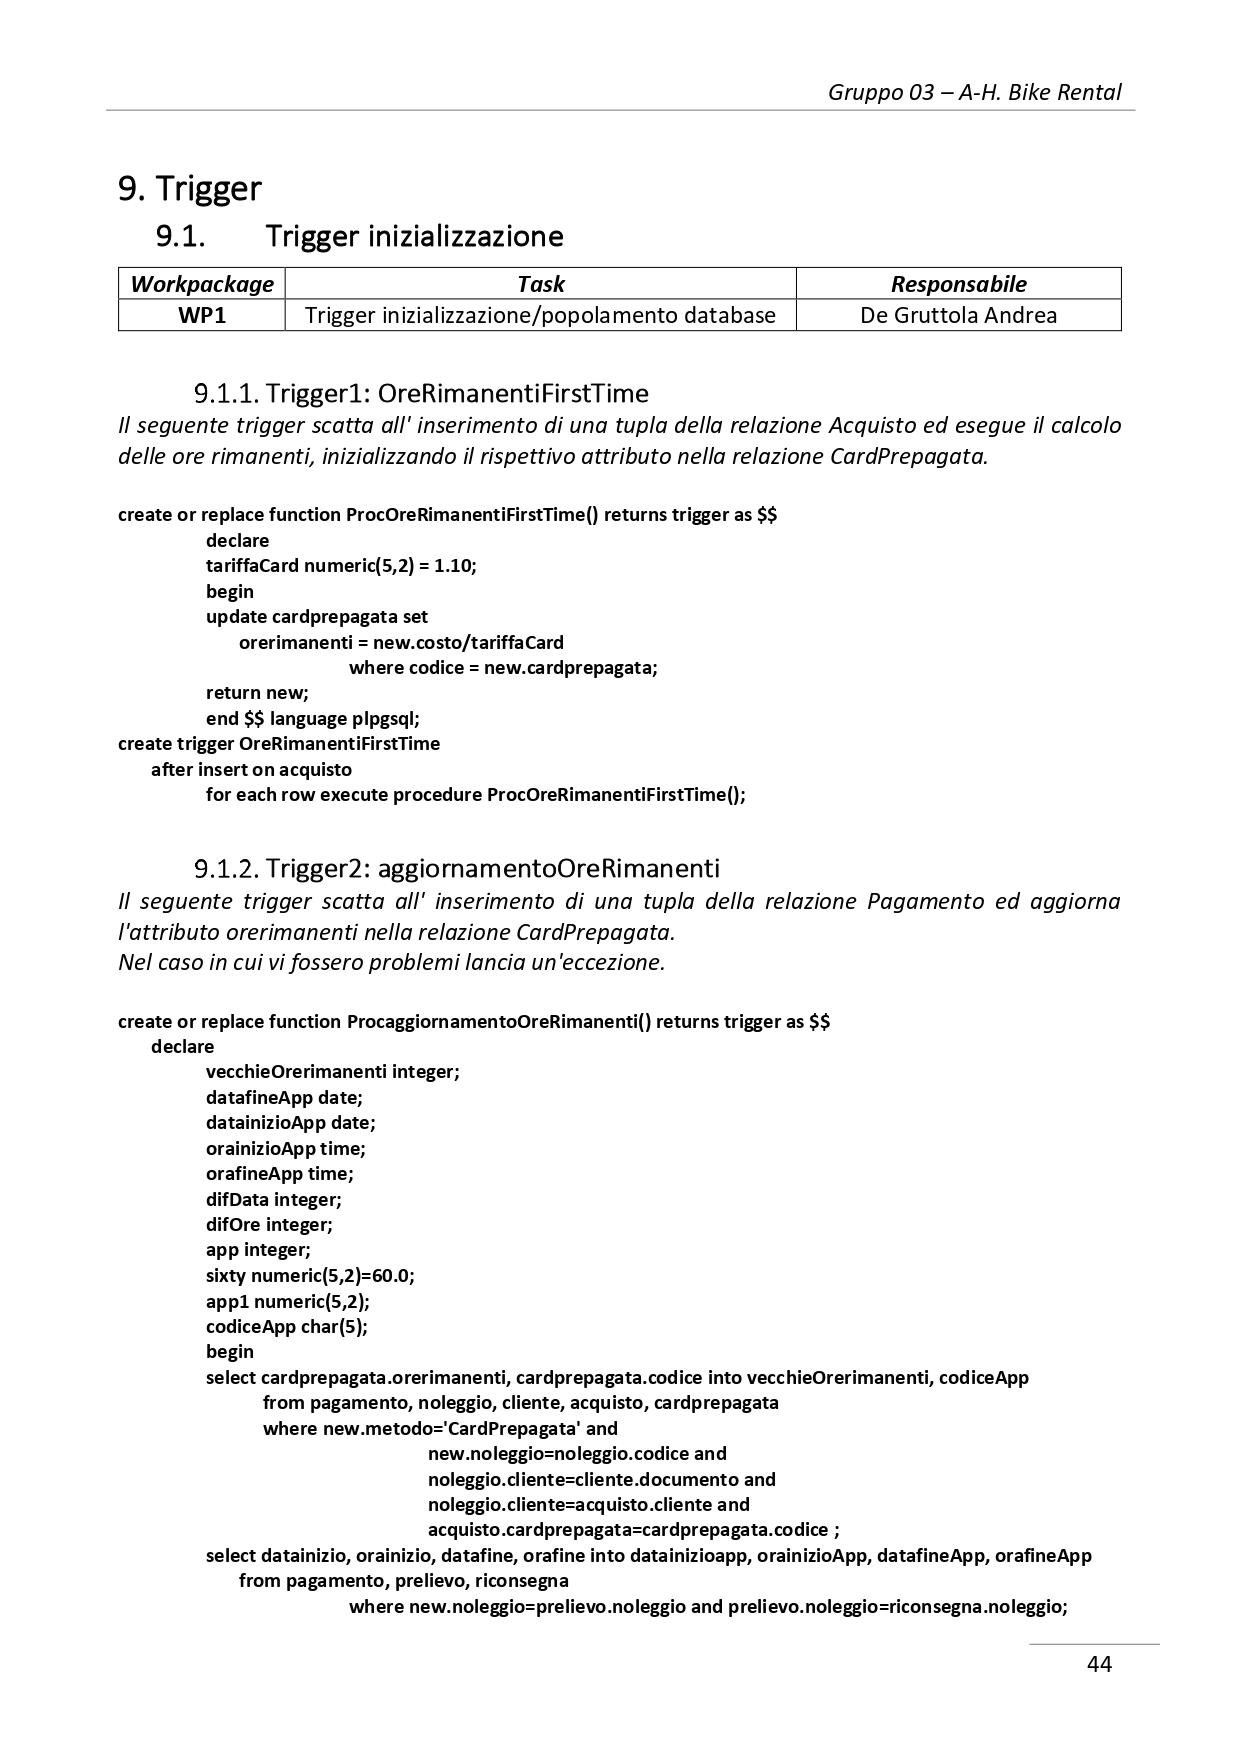 Gruppo 03 – A-H. Bike Rental
9. Trigger
9.1. Trigger inizializzazione
Workpackage Task Responsabile
WP1 Trigger inizializzazione/popolamento database De Gruttola Andrea
9.1.1. Trigger1: OreRimanentiFirstTime
Il seguente trigger scatta all' inserimento di una tupla della relazione Acquisto ed esegue il calcolo
delle ore rimanenti, inizializzando il rispettivo attributo nella relazione CardPrepagata.
create or replace function ProcOreRimanentiFirstTime() returns trigger as $$
declare
tariffaCard numeric(5,2) = 1.10;
begin
update cardprepagata set
orerimanenti = new.costo/tariffaCard
where codice = new.cardprepagata;
return new;
end $$ language plpgsql;
create trigger OreRimanentiFirstTime
after insert on acquisto
for each row execute procedure ProcOreRimanentiFirstTime();
9.1.2. Trigger2: aggiornamentoOreRimanenti
Il seguente trigger scatta all' inserimento di una tupla della relazione Pagamento ed aggiorna
l'attributo orerimanenti nella relazione CardPrepagata.
Nel caso in cui vi fossero problemi lancia un'eccezione.
create or replace function ProcaggiornamentoOreRimanenti() returns trigger as $$
declare
vecchieOrerimanenti integer;
datafineApp date;
datainizioApp date;
orainizioApp time;
orafineApp time;
difData integer;
difOre integer;
app integer;
sixty numeric(5,2)=60.0;
app1 numeric(5,2);
codiceApp char(5);
begin
select cardprepagata.orerimanenti, cardprepagata.codice into vecchieOrerimanenti, codiceApp
from pagamento, noleggio, cliente, acquisto, cardprepagata
where new.metodo='CardPrepagata' and
new.noleggio=noleggio.codice and
noleggio.cliente=cliente.documento and
noleggio.cliente=acquisto.cliente and
acquisto.cardprepagata=cardprepagata.codice ;
select datainizio, orainizio, datafine, orafine into datainizioapp, orainizioApp, datafineApp, orafineApp
from pagamento, prelievo, riconsegna
where new.noleggio=prelievo.noleggio and prelievo.noleggio=riconsegna.noleggio;
44